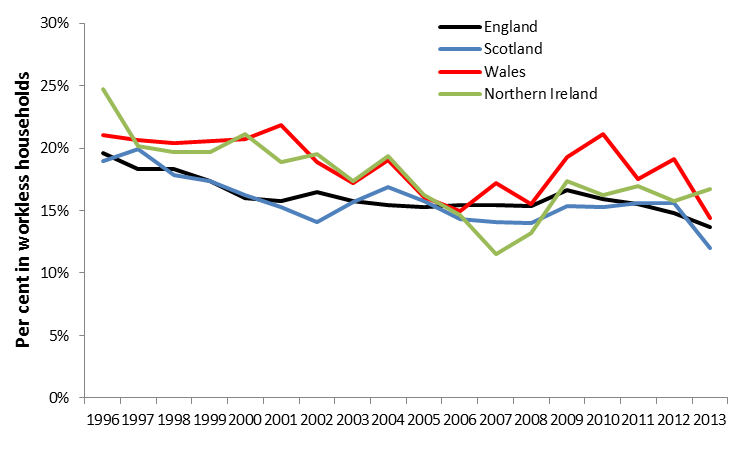 Per cent in workless households
30%
25%
20%
15%
10%
5%
0%
England
Scotland
Wales
Northern Ireland
1996 1997 1998 1999 2000 2001 2002 2003 2004 2005 2006 2007 2008 2009 2010 2011 2012 2013